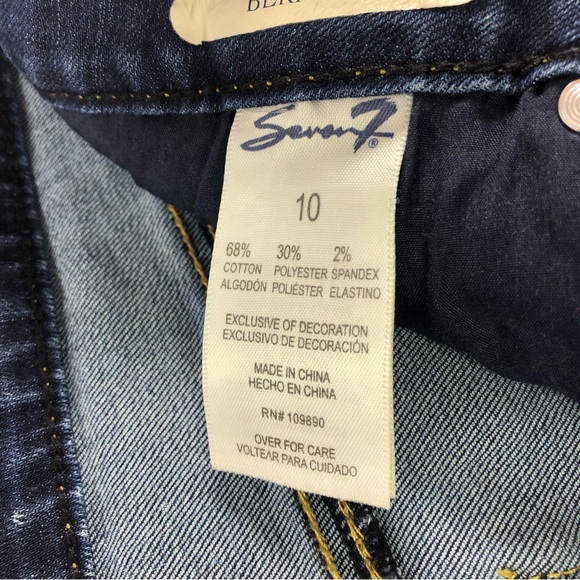 Seven7®
10
68% 30% 2%
COTTON POLYESTER SPANDEX
ALGODÓN POLIÉSTER ELASTINO
EXCLUSIVE OF DECORATION
EXCLUSIVO DE DECORACIÓN
MADE IN CHINA
HECHO EN CHINA
RN# 109890
OVER FOR CARE
VOLTEAR PARA CUIDADO